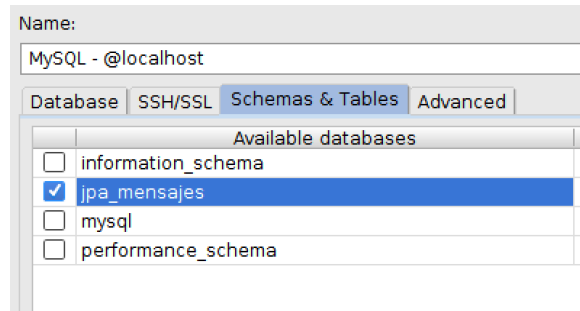 Name:
MySQL - @localhost
Database SSH/SSL Schemas & Tables Advanced
Available databases
information_schema
jpa_mensajes
mysql
performance_schema